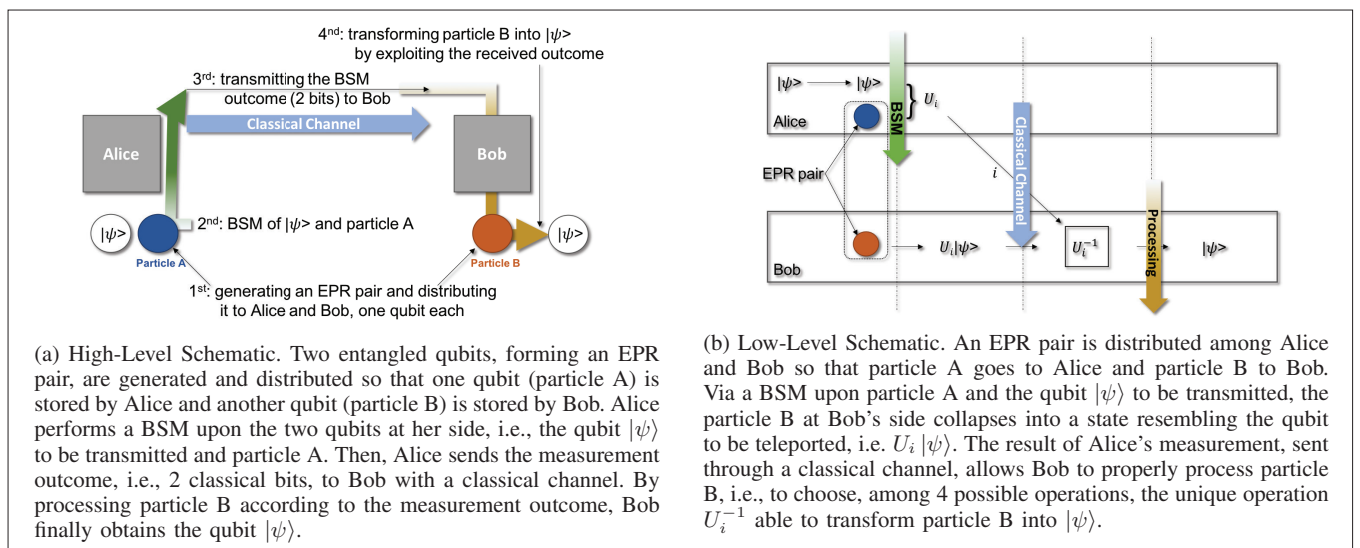 4nd: transforming particle B into |ψ>
by exploiting the received outcome
3rd: transmitting the BSM
outcome (2 bits) to Bob
Classical Channel
Alice
Bob
|ψ>
2nd: BSM of |ψ> and particle A
|ψ>
Particle A
Particle B
1st: generating an EPR pair and distributing
it to Alice and Bob, one qubit each
(a) High-Level Schematic. Two entangled qubits, forming an EPR
pair, are generated and distributed so that one qubit (particle A) is
stored by Alice and another qubit (particle B) is stored by Bob. Alice
performs a BSM upon the two qubits at her side, i.e., the qubit |ψ⟩
to be transmitted and particle A. Then, Alice sends the measurement
outcome, i.e., 2 classical bits, to Bob with a classical channel. By
processing particle B according to the measurement outcome, Bob
finally obtains the qubit |ψ⟩.
|ψ> |ψ>
} U_i
BSM
Alice
Classical Channel
EPR pair
i
Processing
U_i|ψ>
U_i^{-1}
|ψ>
Bob
(b) Low-Level Schematic. An EPR pair is distributed among Alice
and Bob so that particle A goes to Alice and particle B to Bob.
Via a BSM upon particle A and the qubit |ψ⟩ to be transmitted, the
particle B at Bob's side collapses into a state resembling the qubit
to be teleported, i.e. U_i |ψ⟩. The result of Alice's measurement, sent
through a classical channel, allows Bob to properly process particle
B, i.e., to choose, among 4 possible operations, the unique operation
U_i^{-1} able to transform particle B into |ψ⟩.